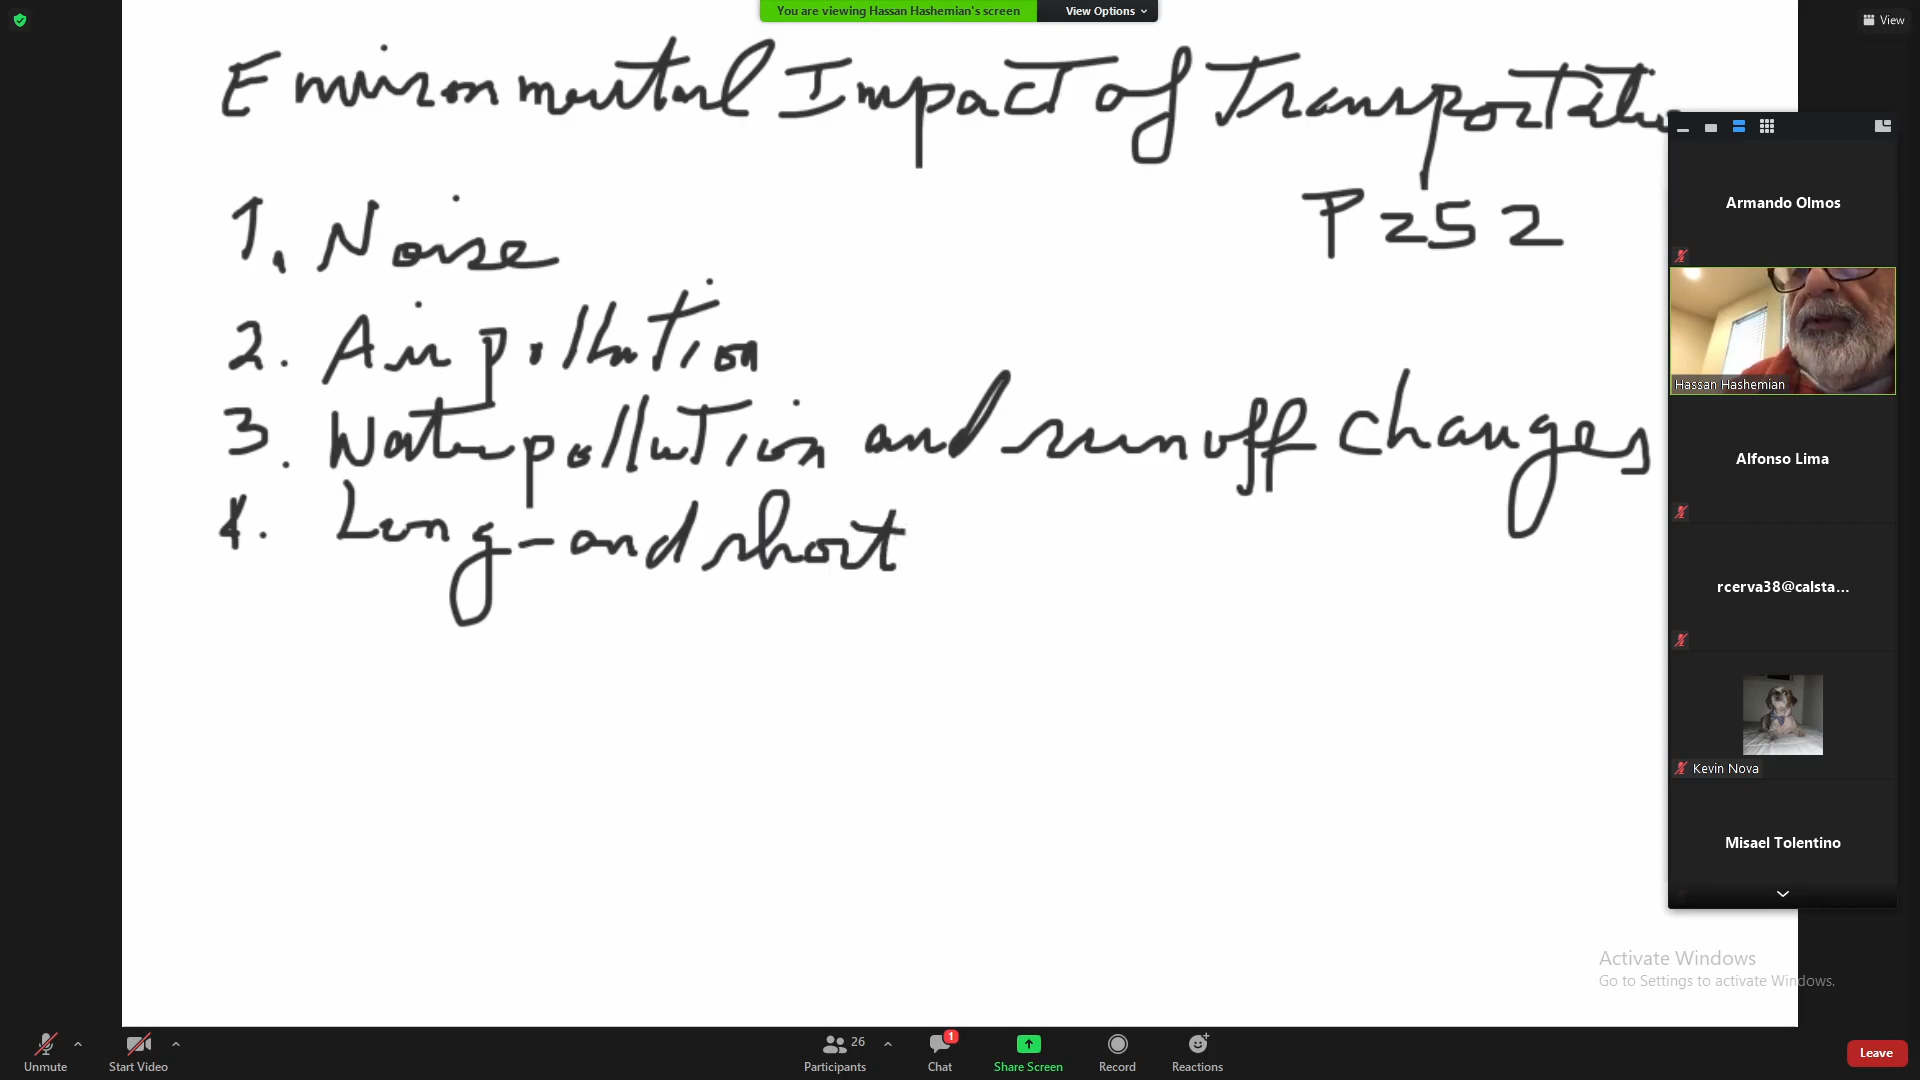 You are viewing Hassan Hashemian's screen
View Options
View
Environmental Impact of Transportation
P 252
1. Noise
2. Air pollution
3. Water pollution and runoff changes
4. Long-and short
Armando Olmos
Hassan Hashemian
Alfonso Lima
rcerva38@calsta...
Kevin Nova
Misael Tolentino
Activate Windows
Go to Settings to activate Windows.
Unmute
Start Video
26
Participants
1
Chat
Share Screen
Record
Reactions
Leave